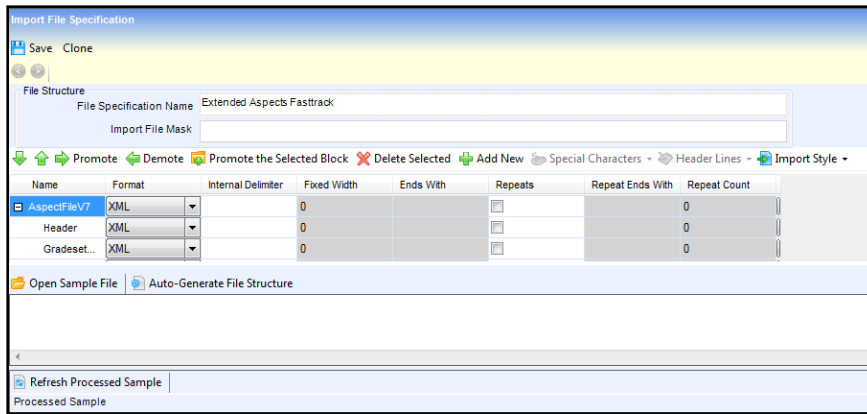 Import File Specification
Save Clone
File Structure
File Specification Name Extended Aspects Fasttrack
Import File Mask
Promote Demote Promote the Selected Block Delete Selected Add New Special Characters Header Lines Import Style
Name Format Internal Delimiter Fixed Width Ends With Repeats Repeat Ends With Repeat Count
AspectFileV7 XML 0 0
Header XML 0 0
Gradeset... XML 0 0
Open Sample File Auto-Generate File Structure
Refresh Processed Sample
Processed Sample